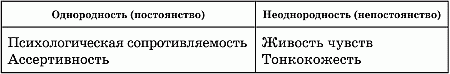 Однородность (постоянство) Неоднородность (непостоянство)
Психологическая сопротивляемость Живость чувств
Ассертивность Тонкокожесть